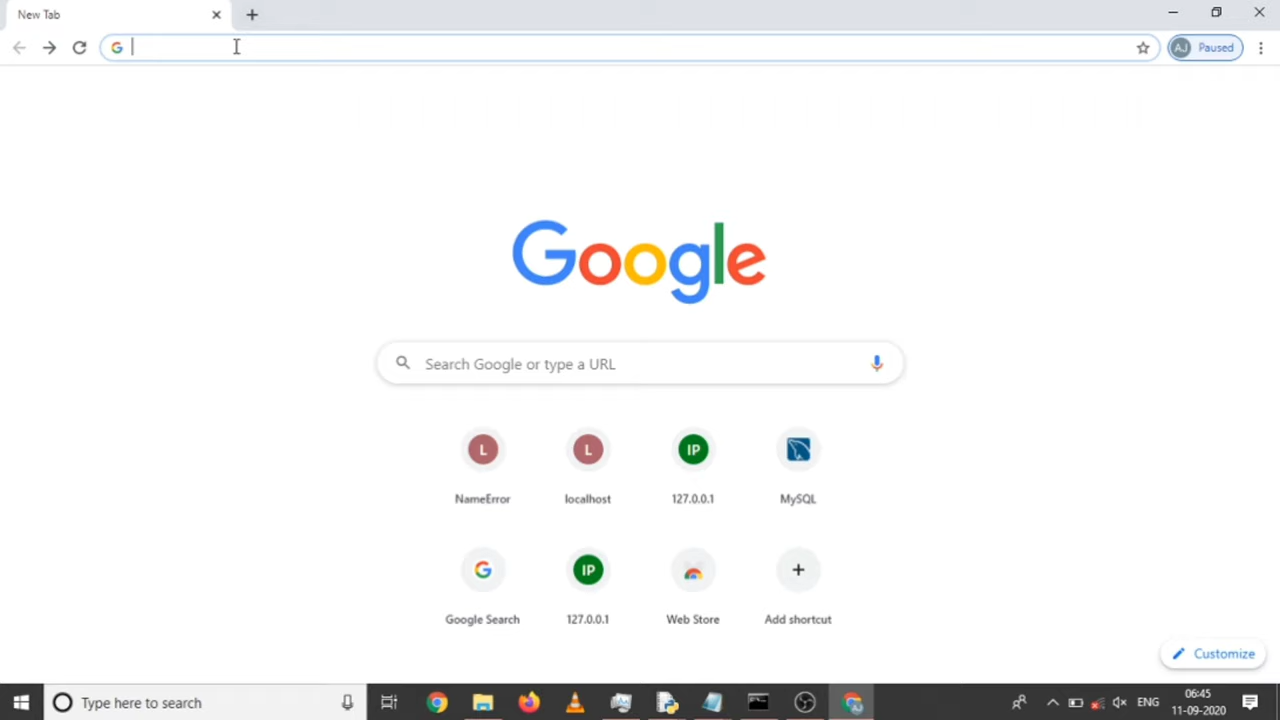 New Tab
AJ Paused
Google
Search Google or type a URL
L L IP
NameError localhost 127.0.0.1 MySQL
IP
Google Search 127.0.0.1 Web Store Add shortcut
Customize
Type here to search
ENG
06:45
11-09-2020